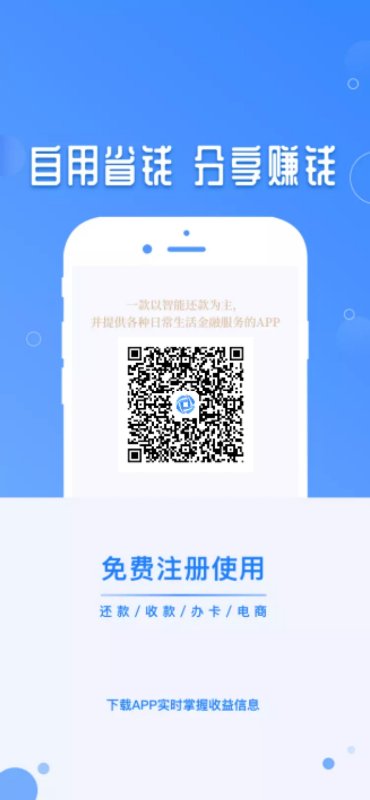 自用省钱 分享赚钱
一款以智能还款为主,
并提供各种日常生活金融服务的APP
免费注册使用
还款/收款/办卡/电商
下载APP实时掌握收益信息